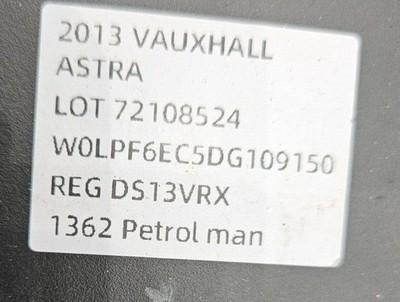 2013 VAUXHALL
ASTRA
LOT 72108524
W0LPF6EC5DG109150
REG DS13VRX
1362 Petrol man